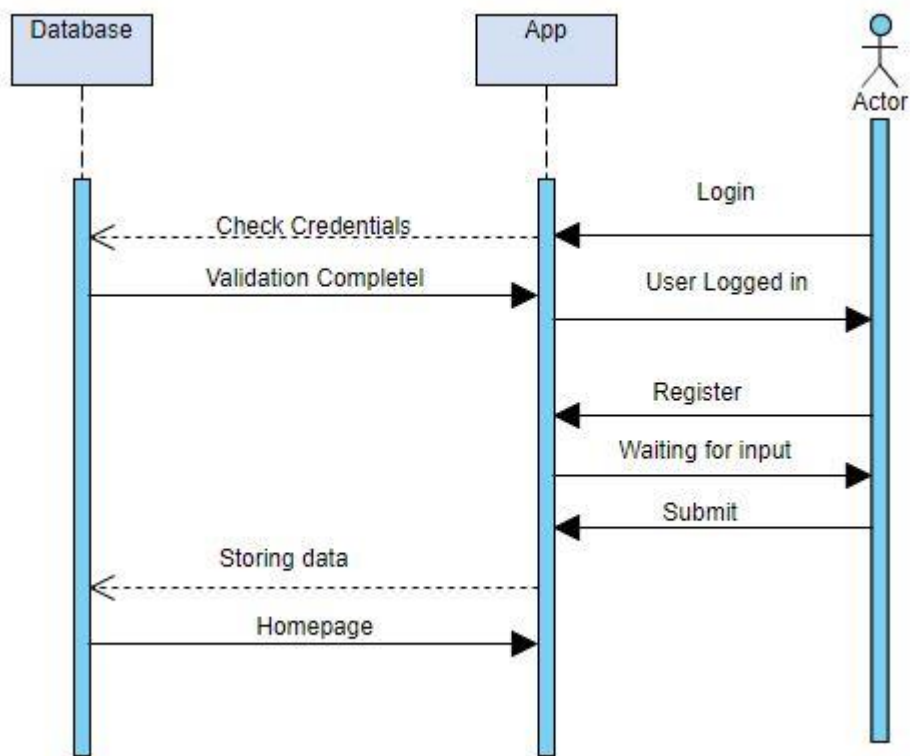 Database
App
Actor
Login
Check Credentials
Validation Completel
User Logged in
Register
Waiting for input
Submit
Storing data
Homepage